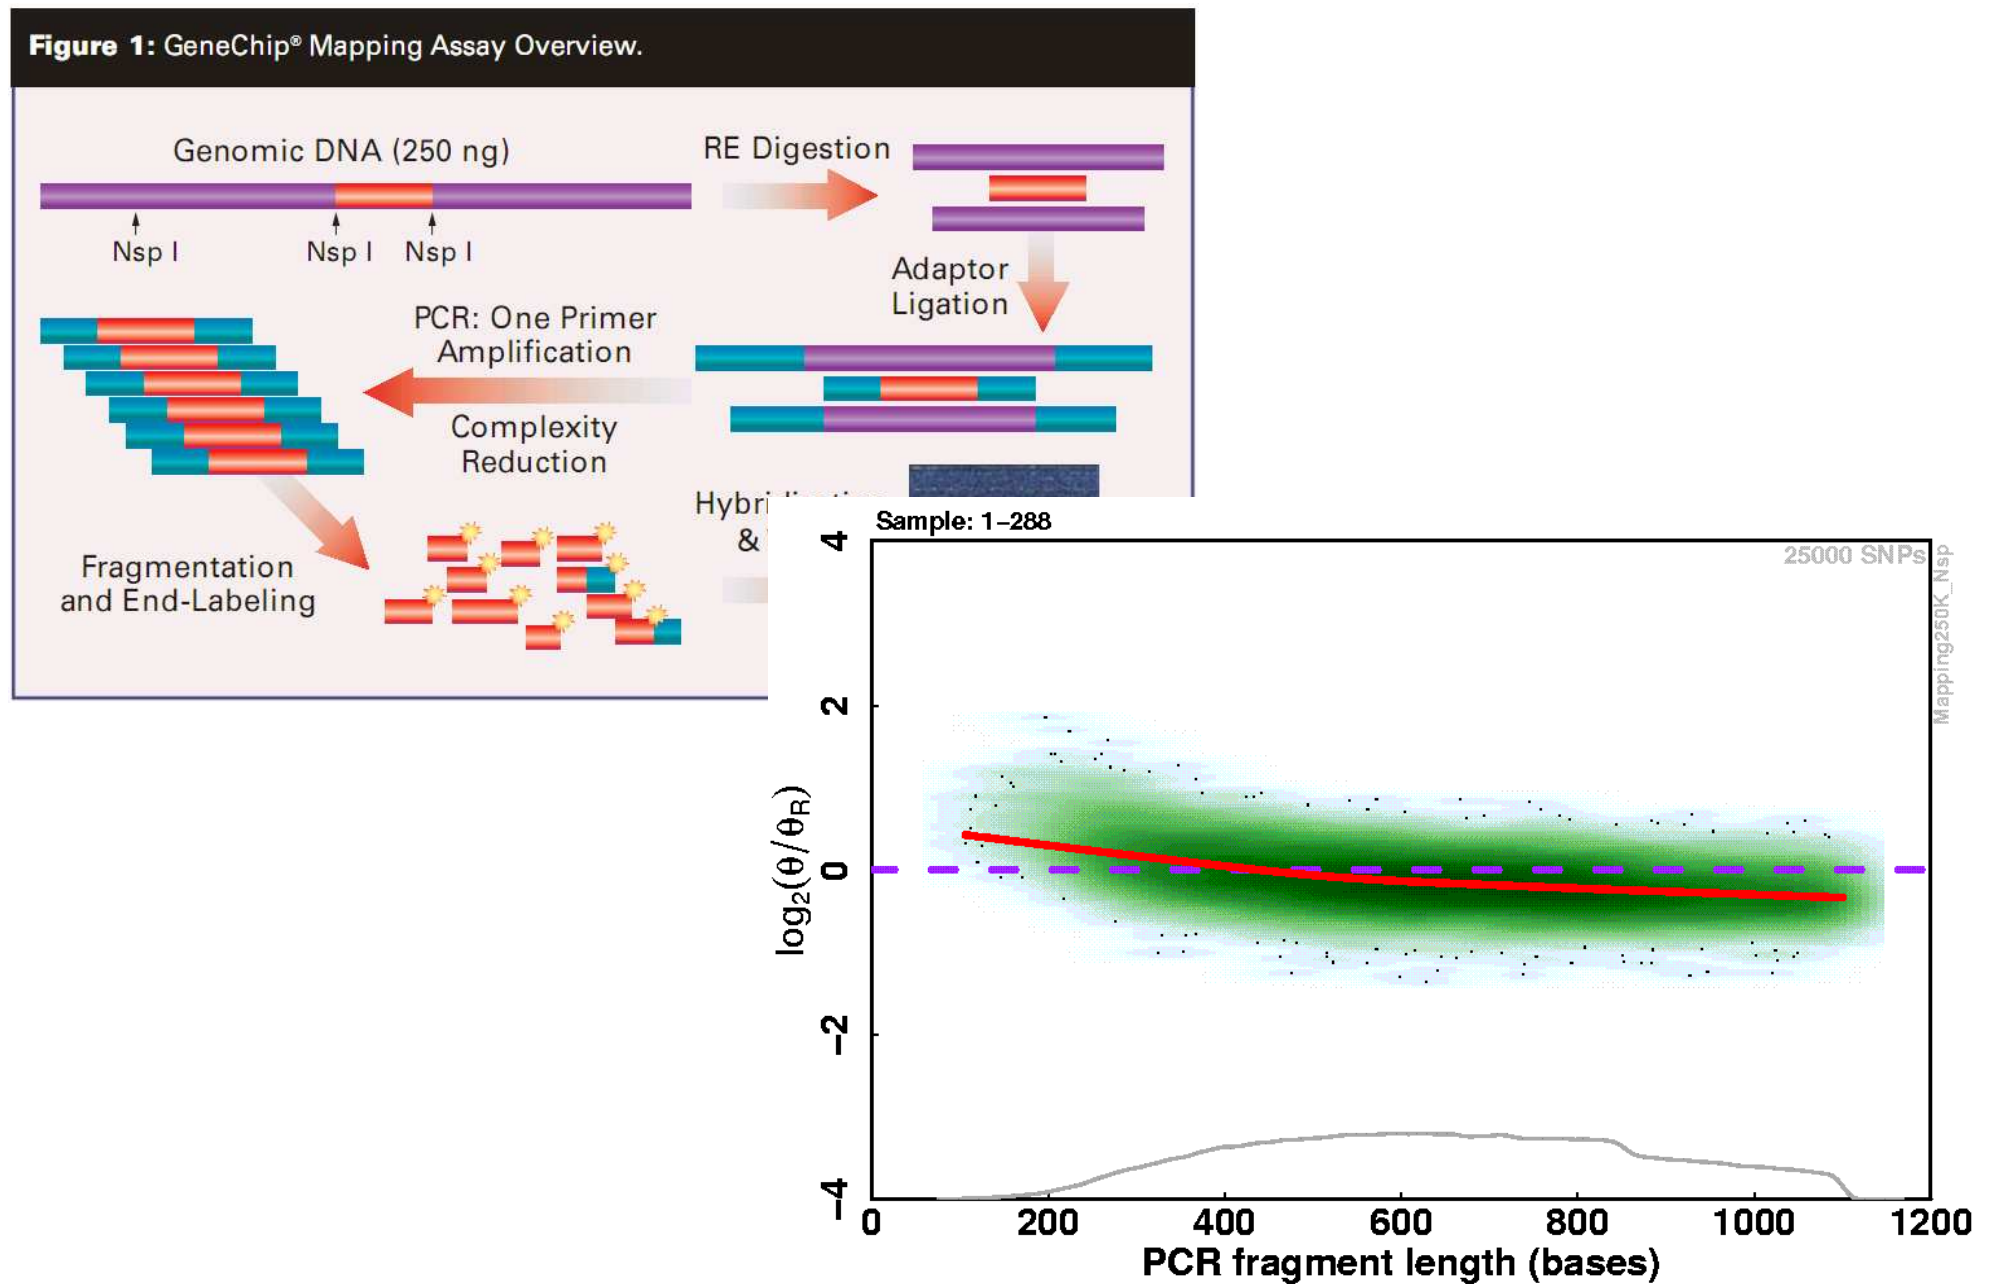 Figure 1: GeneChip® Mapping Assay Overview.
Genomic DNA (250 ng)
RE Digestion
Nsp I
Nsp I
Nsp I
Adaptor
Ligation
PCR: One Primer
Amplification
Complexity
Reduction
Fragmentation
and End-Labeling
&
Sample: 1–288
25000 SNPs
Mapping250K_Nsp
log₂(θ/θR)
4
2
0
–2
–4
0 200 400 600 800 1000 1200
PCR fragment length (bases)